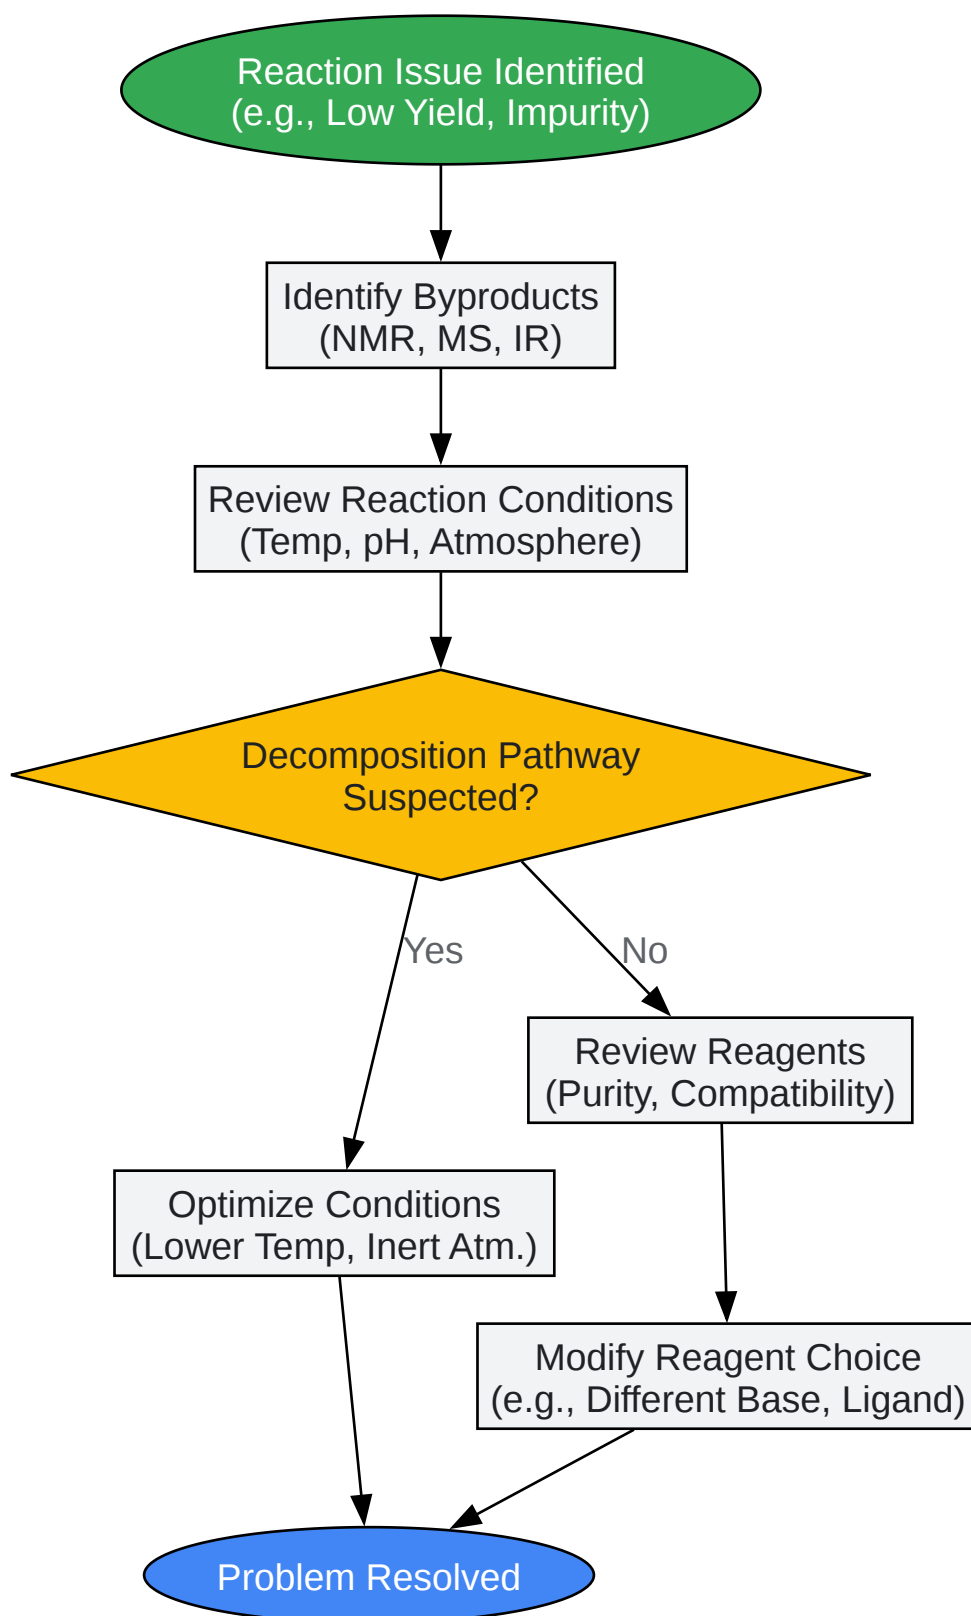 Reaction Issue Identified
(e.g., Low Yield, Impurity)
Identify Byproducts
(NMR, MS, IR)
Review Reaction Conditions
(Temp, pH, Atmosphere)
Decomposition Pathway
Suspected?
Yes
No
Review Reagents
(Purity, Compatibility)
Optimize Conditions
(Lower Temp, Inert Atm.)
Modify Reagent Choice
(e.g., Different Base, Ligand)
Problem Resolved